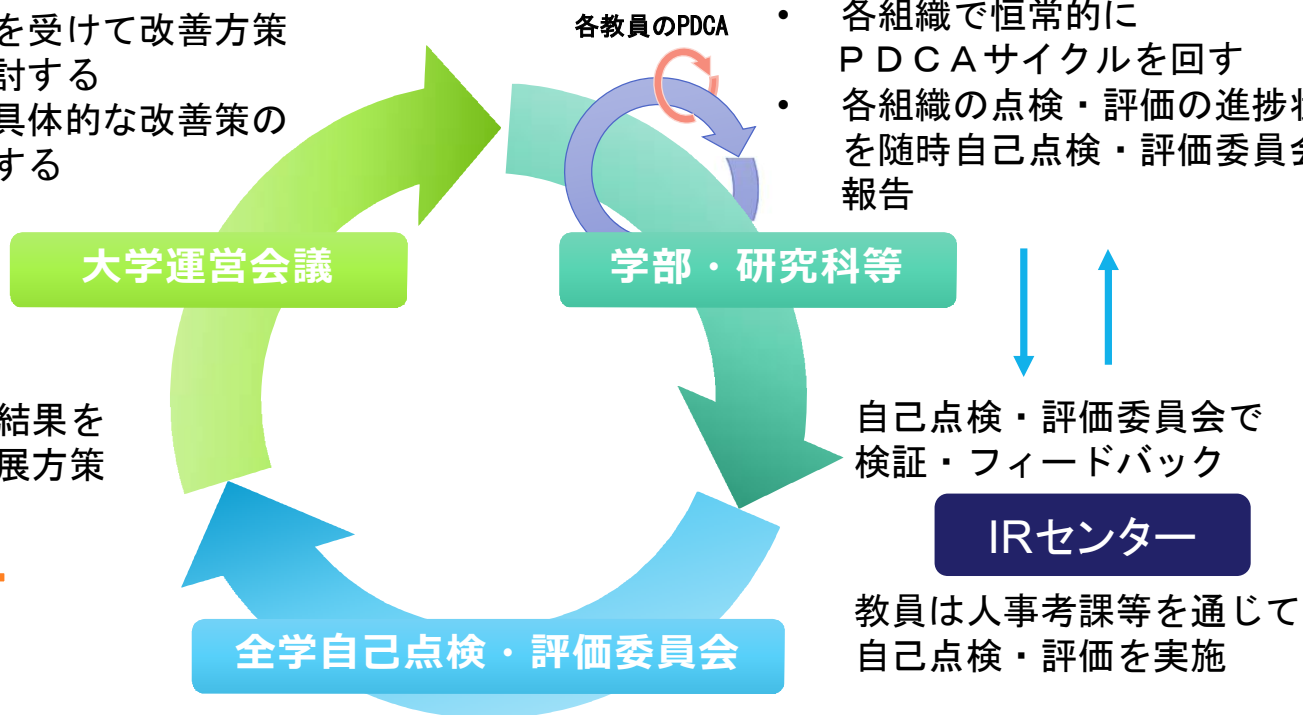 を受けて改善方策
討する
具体的な改善策の
する
各教員のPDCA
• 各組織で恒常的に
ＰＤＣＡサイクルを回す
• 各組織の点検・評価の進捗
を随時自己点検・評価委員会
報告
大学運営会議
学部・研究科等
結果を
展方策
自己点検・評価委員会で
検証・フィードバック
IRセンター
教員は人事考課等を通じて
自己点検・評価を実施
全学自己点検・評価委員会